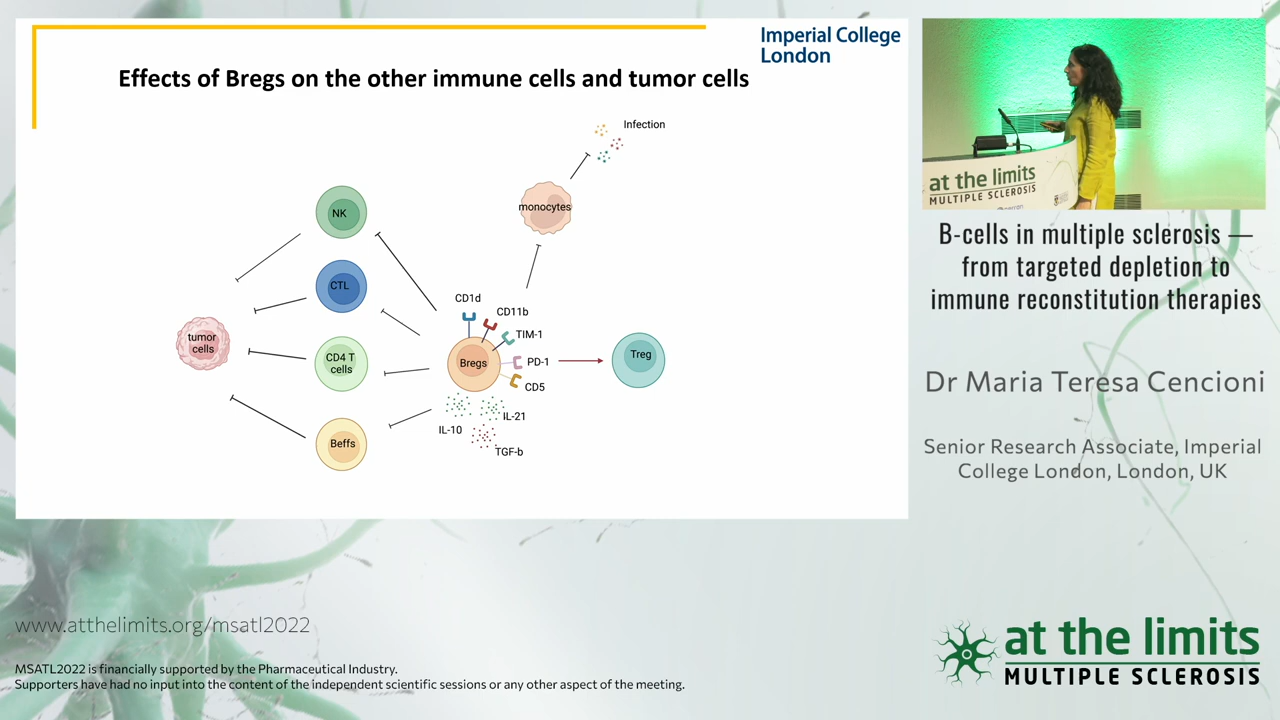 Imperial College
London
Effects of Bregs on the other immune cells and tumor cells
Infection
NK
monocytes
CTL
CD1d
CD11b
TIM-1
tumor
cells
CD4 T
cells
Bregs
PD-1
Treg
CD5
IL-21
IL-10
Beffs
TGF-b
at the limits
MULTIPLE SCLEROSIS
B-cells in multiple sclerosis —
from targeted depletion to
immune reconstitution therapies
Dr Maria Teresa Cencioni
Senior Research Associate, Imperial
College London, London, UK
www.atthelimits.org/msatl2022
MSATL2022 is financially supported by the Pharmaceutical Industry.
Supporters have had no input into the content of the independent scientific sessions or any other aspect of the meeting.
at the limits
MULTIPLE SCLEROSIS